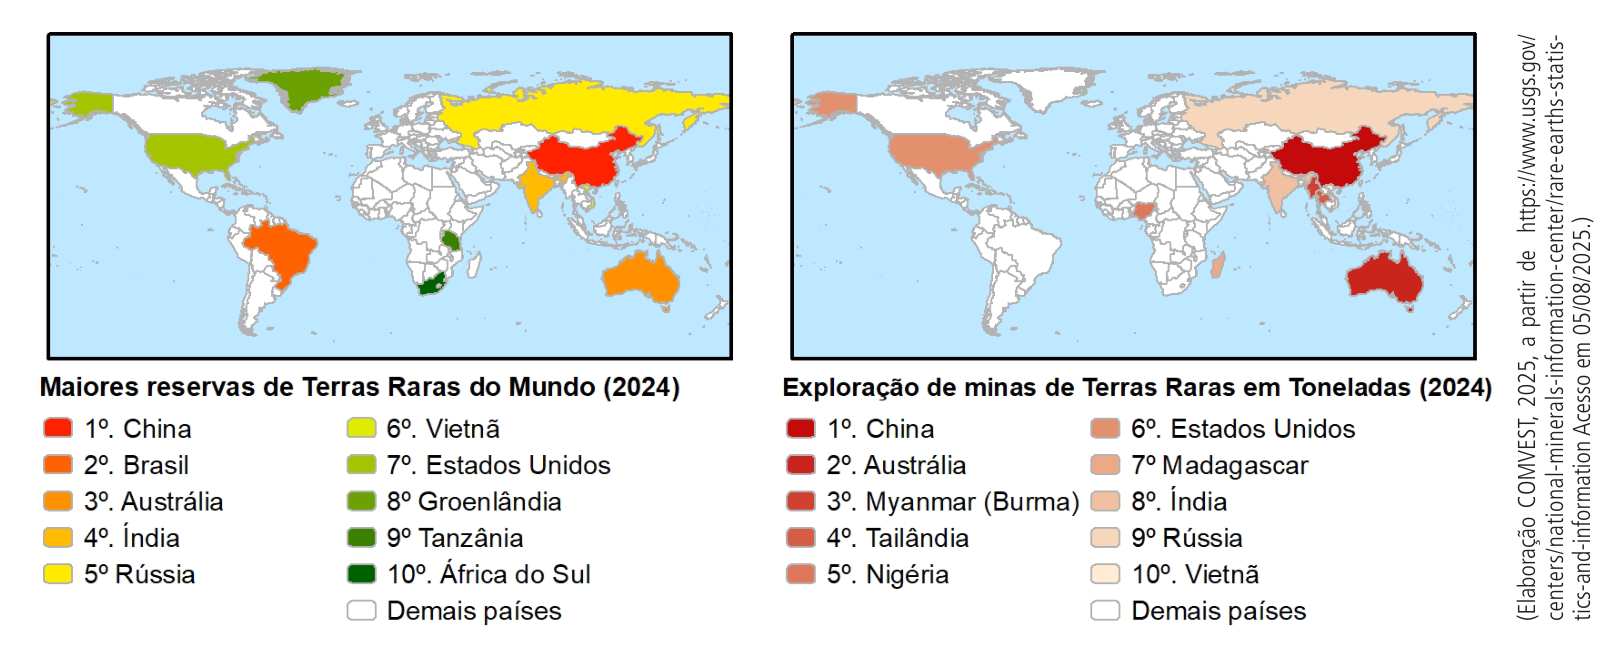 Maiores reservas de Terras Raras do Mundo (2024)
1º. China
2º. Brasil
3º. Austrália
4º. Índia
5º Rússia
6º. Vietnã
7º. Estados Unidos
8º Groenlândia
9º Tanzânia
10º. África do Sul
Demais países
Exploração de minas de Terras Raras em Toneladas (2024)
1º. China
2º. Austrália
3º. Myanmar (Burma)
4º. Tailândia
5º. Nigéria
6º. Estados Unidos
7º Madagascar
8º. Índia
9º Rússia
10º. Vietnã
Demais países
(Elaboração COMVEST, 2025, a partir de https://www.usgs.gov/
centers/national-minerals-information-center/rare-earths-statis-
tics-and-information Acesso em 05/08/2025.)